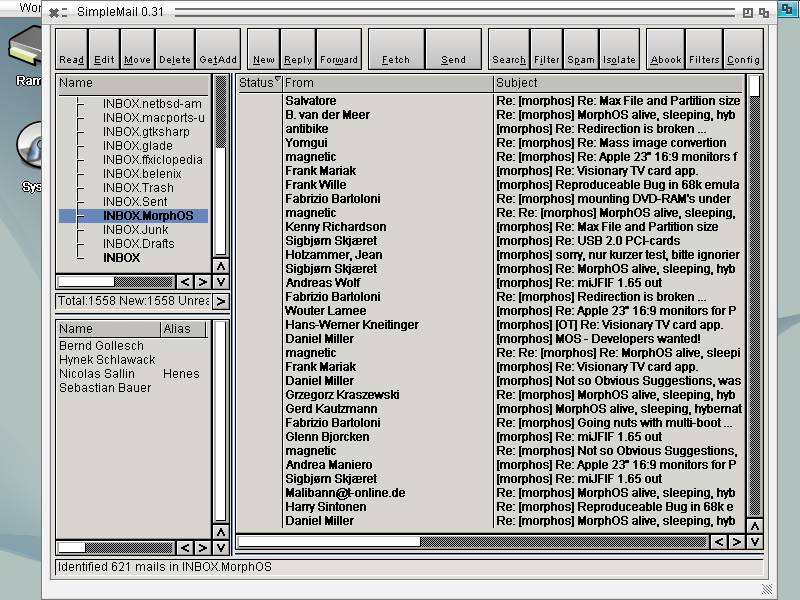 Wor
SimpleMail 0.31
Read Edit Move Delete GetAdd New Reply Forward Fetch Send Search Filter Spam Isolate Abook Filters Config
Ram
Sys
Name
INBOX.netbsd-am
INBOX.macports-u
INBOX.gtksharp
INBOX.glade
INBOX.ffxiclopedia
INBOX.belenix
INBOX.Trash
INBOX.Sent
INBOX.MorphOS
INBOX.Junk
INBOX.Drafts
INBOX
Total:1558 New:1558 Unrea
Name Alias
Bernd Gollesch
Hynek Schlawack
Nicolas Sallin Henes
Sebastian Bauer
Status From Subject
Salvatore Re: [morphos] Re: Max File and Partition size
B. van der Meer Re: [morphos] MorphOS alive, sleeping, hyb
antibike [morphos] Re: Redirection is broken ...
Yomgui [morphos] Re: Mass image convertion
magnetic [morphos] Re: Apple 23" 16:9 monitors f
Frank Mariak [morphos] Re: Visionary TV card app.
Frank Wille [morphos] Reproduceable Bug in 68k emula
Fabrizio Bartoloni [morphos] mounting DVD-RAM's under
magnetic Re: Re: [morphos] MorphOS alive, sleeping,
Kenny Richardson [morphos] Re: Max File and Partition size
Sigbjørn Skjæret [morphos] Re: USB 2.0 PCI-cards
Holzammer, Jean [morphos] sorry, nur kurzer test, bitte ignorier
Sigbjørn Skjæret [morphos] Re: MorphOS alive, sleeping, hyb
Andreas Wolf [morphos] Re: miJFIF 1.65 out
Fabrizio Bartoloni [morphos] Re: Redirection is broken ...
Wouter Lamee [morphos] Re: Apple 23" 16:9 monitors for P
Hans-Werner Kneitinger [morphos] [OT] Re: Visionary TV card app.
Daniel Miller [morphos] MOS - Developers wanted!
magnetic Re: Re: [morphos] Re: MorphOS alive, sleepi
Frank Mariak [morphos] Re: Visionary TV card app.
Daniel Miller [morphos] Not so Obvious Suggestions, was
Grzegorz Kraszewski Re: [morphos] MorphOS alive, sleeping, hyb
Gerd Kautzmann [morphos] MorphOS alive, sleeping, hybernat
Fabrizio Bartoloni Re: [morphos] Going nuts with multi-boot ...
Glenn Bjorcken [morphos] Re: miJFIF 1.65 out
magnetic Re: [morphos] Not so Obvious Suggestions,
Andrea Maniero [morphos] Re: Apple 23" 16:9 monitors for P
Sigbjørn Skjæret [morphos] Re: miJFIF 1.65 out
Malibann@t-online.de Re: [morphos] MorphOS alive, sleeping, hyb
Harry Sintonen Re: [morphos] Reproduceable Bug in 68k e
Daniel Miller Re: [morphos] MorphOS alive, sleeping, hyb
Identified 621 mails in INBOX.MorphOS